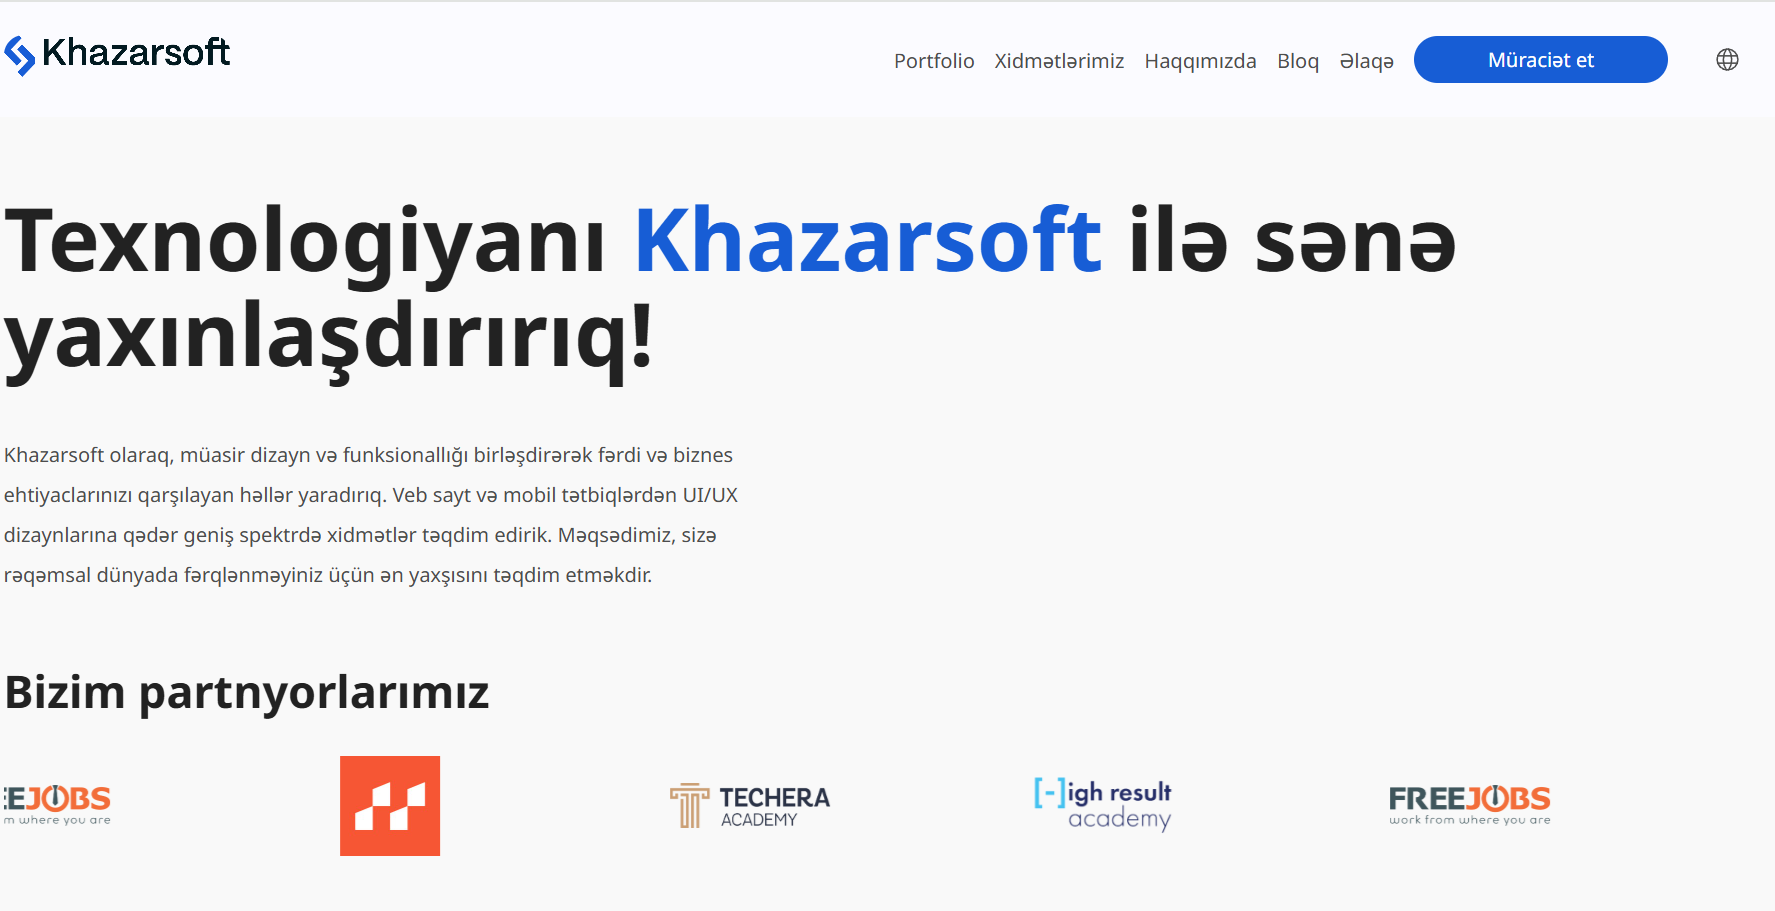 Khazarsoft
Portfolio Xidmətlərimiz Haqqımızda Bloq Əlaqə Müraciət et
Texnologiyanı Khazarsoft ilə sənə
yaxınlaşdırırıq!
Khazarsoft olaraq, müasir dizayn və funksionallığı birləşdirərək fərdi və biznes
ehtiyaclarınızı qarşılayan həllər yaradırıq. Veb sayt və mobil tətbiqlərdən UI/UX
dizaynlarına qədər geniş spektrdə xidmətlər təqdim edirik. Məqsədimiz, sizə
rəqəmsal dünyada fərqlənməyiniz üçün ən yaxşısını təqdim etməkdir.
Bizim partnyorlarımız
EEJOBS
m where you are
TECHERA
ACADEMY
[-]igh result
academy
FREEJOBS
work from where you are